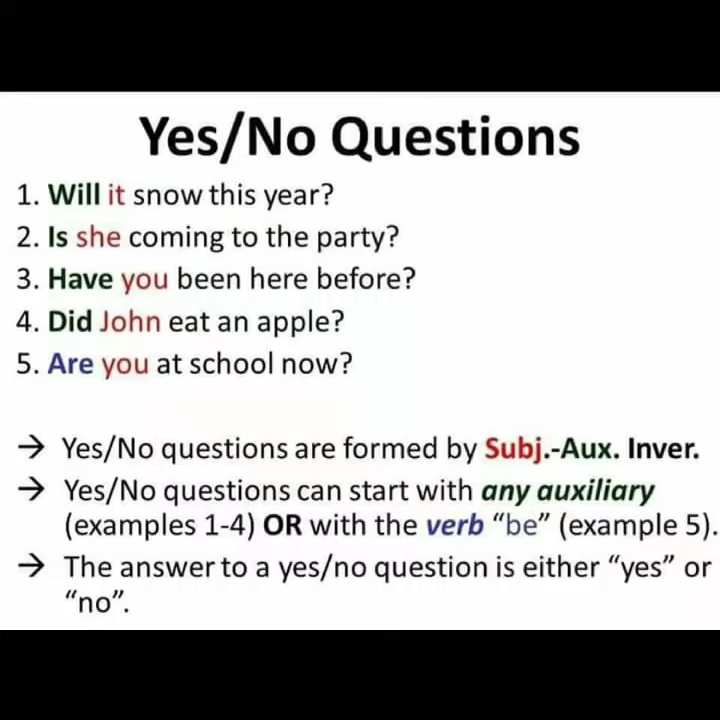 Yes/No Questions
1. Will it snow this year?
2. Is she coming to the party?
3. Have you been here before?
4. Did John eat an apple?
5. Are you at school now?
→ Yes/No questions are formed by Subj.-Aux. Inver.
→ Yes/No questions can start with any auxiliary
(examples 1-4) OR with the verb “be” (example 5).
→ The answer to a yes/no question is either “yes” or
“no”.